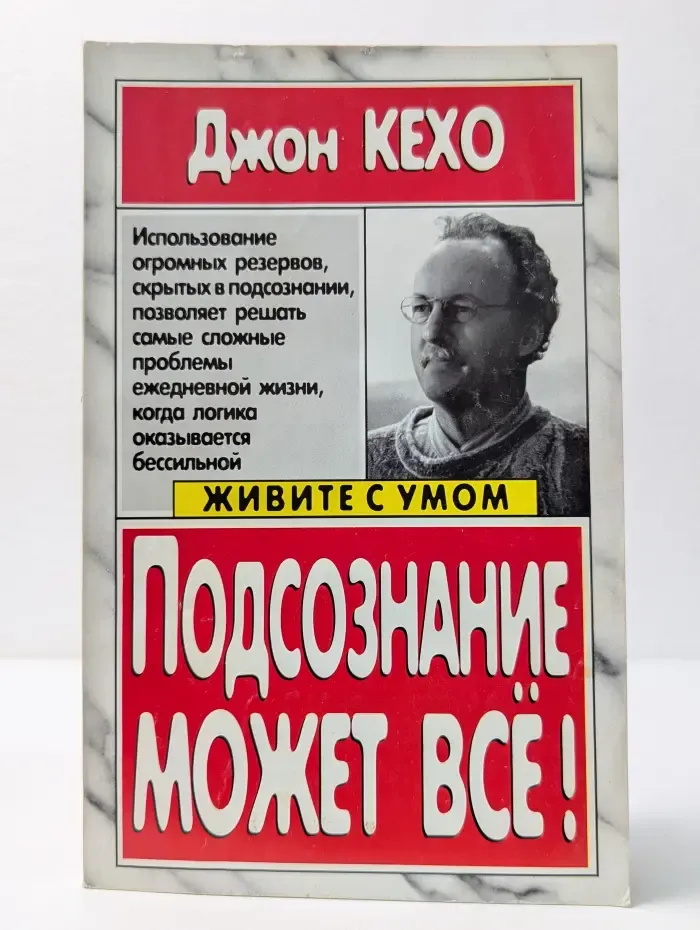 Джон КЕХО
Использование
огромных резервов,
скрытых в подсознании,
позволяет решать
самые сложные
проблемы
ежедневной жизни,
когда логика
оказывается
бессильной
ЖИВИТЕ С УМОМ
ПОДСОЗНАНИЕ
МОЖЕТ ВСЁ!